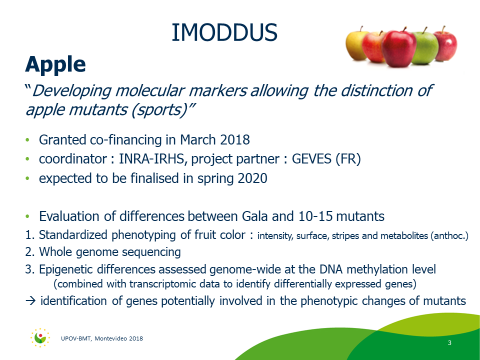 IMODDUS
Apple
“Developing molecular markers allowing the distinction of
apple mutants (sports)”
• Granted co-financing in March 2018
• coordinator : INRA-IRHS, project partner : GEVES (FR)
• expected to be finalised in spring 2020
• Evaluation of differences between Gala and 10-15 mutants
1. Standardized phenotyping of fruit color : intensity, surface, stripes and metabolites (anthoc.)
2. Whole genome sequencing
3. Epigenetic differences assessed genome-wide at the DNA methylation level
(combined with transcriptomic data to identify differentially expressed genes)
→ identification of genes potentially involved in the phenotypic changes of mutants
UPOV-BMT, Montevideo 2018
3